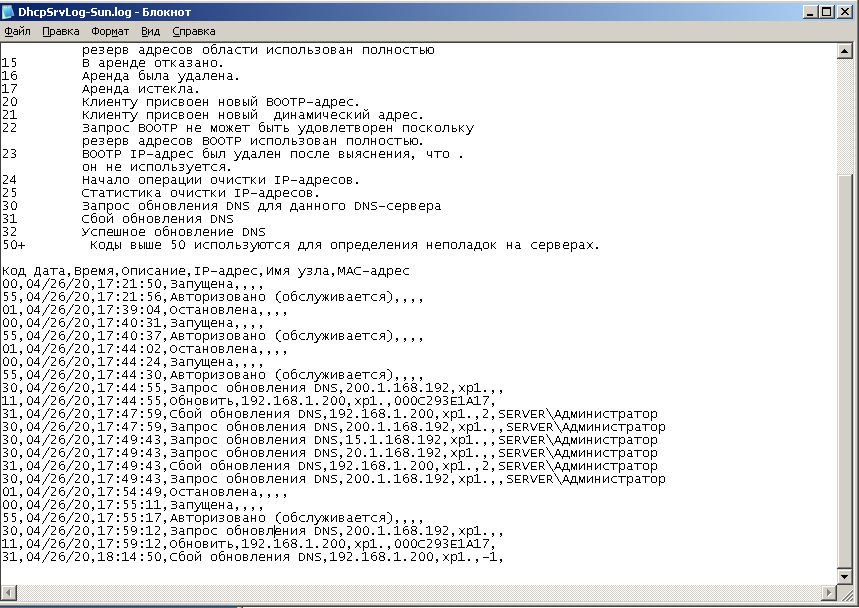 DhcpSrvLog-Sun.log - Блокнот
Файл Правка Формат Вид Справка
резерв адресов области использован полностью
15 В аренде отказано.
16 Аренда была удалена.
17 Аренда истекла.
20 Клиенту присвоен новый BOOTP-адрес.
21 Клиенту присвоен новый  динамический адрес.
22 Запрос BOOTP не может быть удовлетворен поскольку
резерв адресов BOOTP использован полностью.
23 BOOTP IP-адрес был удален после выяснения, что .
он не используется.
24 Начало операции очистки IP-адресов.
25 Статистика очистки IP-адресов.
30 Запрос обновления DNS для данного DNS-сервера
31 Сбой обновления DNS
32 Успешное обновление DNS
50+ Коды выше 50 используются для определения неполадок на серверах.
Код Дата,Время,Описание,IP-адрес,Имя узла,MAC-адрес
00,04/26/20,17:21:50,Запущена,,,,
55,04/26/20,17:21:56,Авторизовано (обслуживается),,,,
01,04/26/20,17:39:04,Остановлена,,,,
00,04/26/20,17:40:31,Запущена,,,,
55,04/26/20,17:40:37,Авторизовано (обслуживается),,,,
01,04/26/20,17:44:02,Остановлена,,,,
00,04/26/20,17:44:24,Запущена,,,,
55,04/26/20,17:44:30,Авторизовано (обслуживается),,,,
30,04/26/20,17:44:55,Запрос обновления DNS,200.1.168.192,xp1.,,
11,04/26/20,17:44:55,Обновить,192.168.1.200,xp1.,000C293E1A17,
31,04/26/20,17:47:59,Сбой обновления DNS,192.168.1.200,xp1.,2,SERVER\Администратор
30,04/26/20,17:47:59,Запрос обновления DNS,200.1.168.192,xp1.,,SERVER\Администратор
30,04/26/20,17:49:43,Запрос обновления DNS,15.1.168.192,xp1.,,SERVER\Администратор
30,04/26/20,17:49:43,Запрос обновления DNS,20.1.168.192,xp1.,,SERVER\Администратор
31,04/26/20,17:49:43,Сбой обновления DNS,192.168.1.200,xp1.,2,SERVER\Администратор
30,04/26/20,17:49:43,Запрос обновления DNS,200.1.168.192,xp1.,,SERVER\Администратор
01,04/26/20,17:54:49,Остановлена,,,,
00,04/26/20,17:55:11,Запущена,,,,
55,04/26/20,17:55:17,Авторизовано (обслуживается),,,,
30,04/26/20,17:59:12,Запрос обновления DNS,200.1.168.192,xp1.,,
11,04/26/20,17:59:12,Обновить,192.168.1.200,xp1.,000C293E1A17,
31,04/26/20,18:14:50,Сбой обновления DNS,192.168.1.200,xp1.,-1,